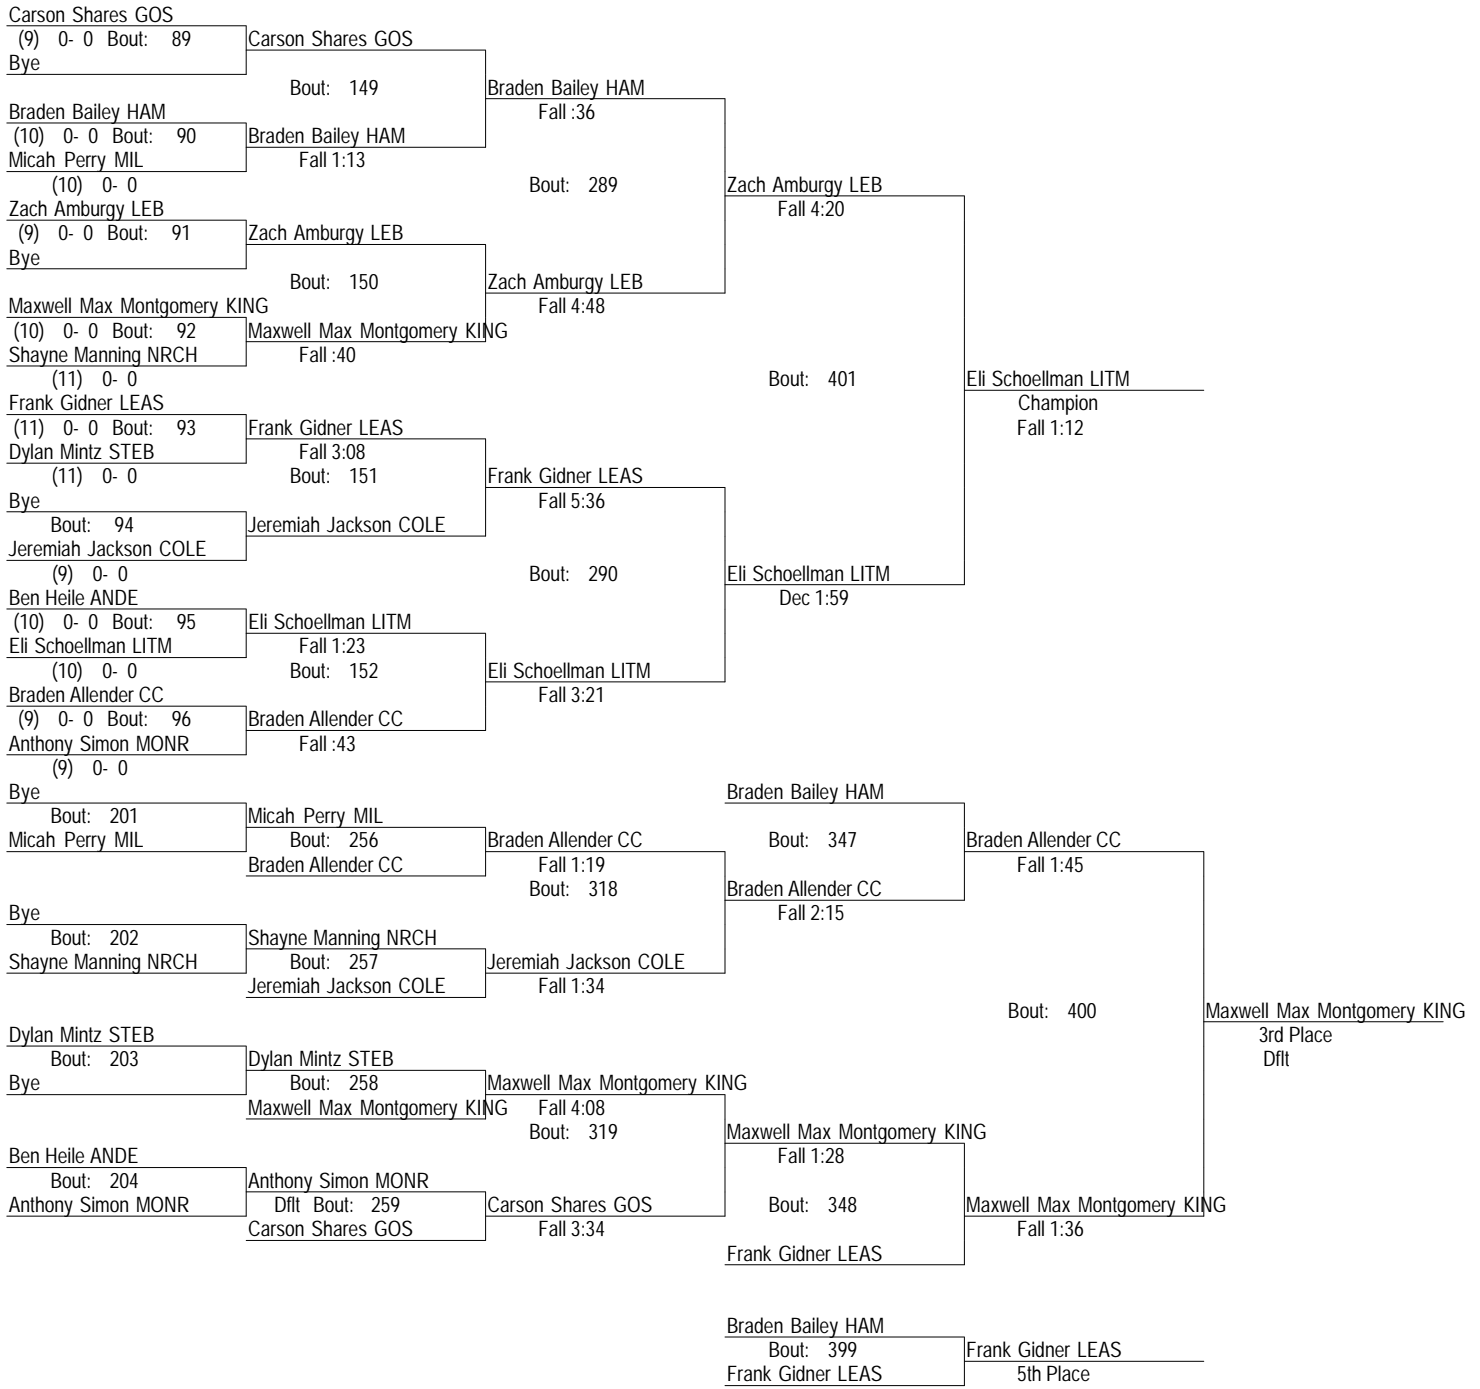 Carson Shares GOS
(9) 0- 0 Bout: 89 Carson Shares GOS
Bye
Bout: 149 Braden Bailey HAM
Braden Bailey HAM Fall :36
(10) 0- 0 Bout: 90 Braden Bailey HAM
Micah Perry MIL Fall 1:13
(10) 0- 0 Bout: 289 Zach Amburgy LEB
Zach Amburgy LEB Fall 4:20
(9) 0- 0 Bout: 91 Zach Amburgy LEB
Bye
Bout: 150 Zach Amburgy LEB
Maxwell Max Montgomery KING Fall 4:48
(10) 0- 0 Bout: 92 Maxwell Max Montgomery KING
Shayne Manning NRCH Fall :40
(11) 0- 0 Bout: 401 Eli Schoellman LITM
Frank Gidner LEAS Champion
(11) 0- 0 Bout: 93 Frank Gidner LEAS Fall 1:12
Dylan Mintz STEB Fall 3:08
(11) 0- 0 Bout: 151 Frank Gidner LEAS
Bye Fall 5:36
Bout: 94 Jeremiah Jackson COLE
Jeremiah Jackson COLE
(9) 0- 0 Bout: 290 Eli Schoellman LITM
Ben Heile ANDE Dec 1:59
(10) 0- 0 Bout: 95 Eli Schoellman LITM
Eli Schoellman LITM Fall 1:23
(10) 0- 0 Bout: 152 Eli Schoellman LITM
Braden Allender CC Fall 3:21
(9) 0- 0 Bout: 96 Braden Allender CC
Anthony Simon MONR Fall :43
(9) 0- 0
Bye Braden Bailey HAM
Bout: 201 Micah Perry MIL
Micah Perry MIL Bout: 256 Braden Allender CC Bout: 347 Braden Allender CC
Braden Allender CC Fall 1:19 Fall 1:45
Bout: 318 Braden Allender CC
Bye Fall 2:15
Bout: 202 Shayne Manning NRCH
Shayne Manning NRCH Bout: 257 Jeremiah Jackson COLE
Jeremiah Jackson COLE Fall 1:34
Bout: 400 Maxwell Max Montgomery KING
Dylan Mintz STEB 3rd Place
Bout: 203 Dylan Mintz STEB Dflt
Bye Bout: 258 Maxwell Max Montgomery KING
Maxwell Max Montgomery KING Fall 4:08
Bout: 319 Maxwell Max Montgomery KING
Ben Heile ANDE Fall 1:28
Bout: 204 Anthony Simon MONR
Anthony Simon MONR Dflt Bout: 259 Carson Shares GOS Bout: 348 Maxwell Max Montgomery KING
Carson Shares GOS Fall 3:34 Fall 1:36
Frank Gidner LEAS
Braden Bailey HAM
Bout: 399 Frank Gidner LEAS
Frank Gidner LEAS 5th Place